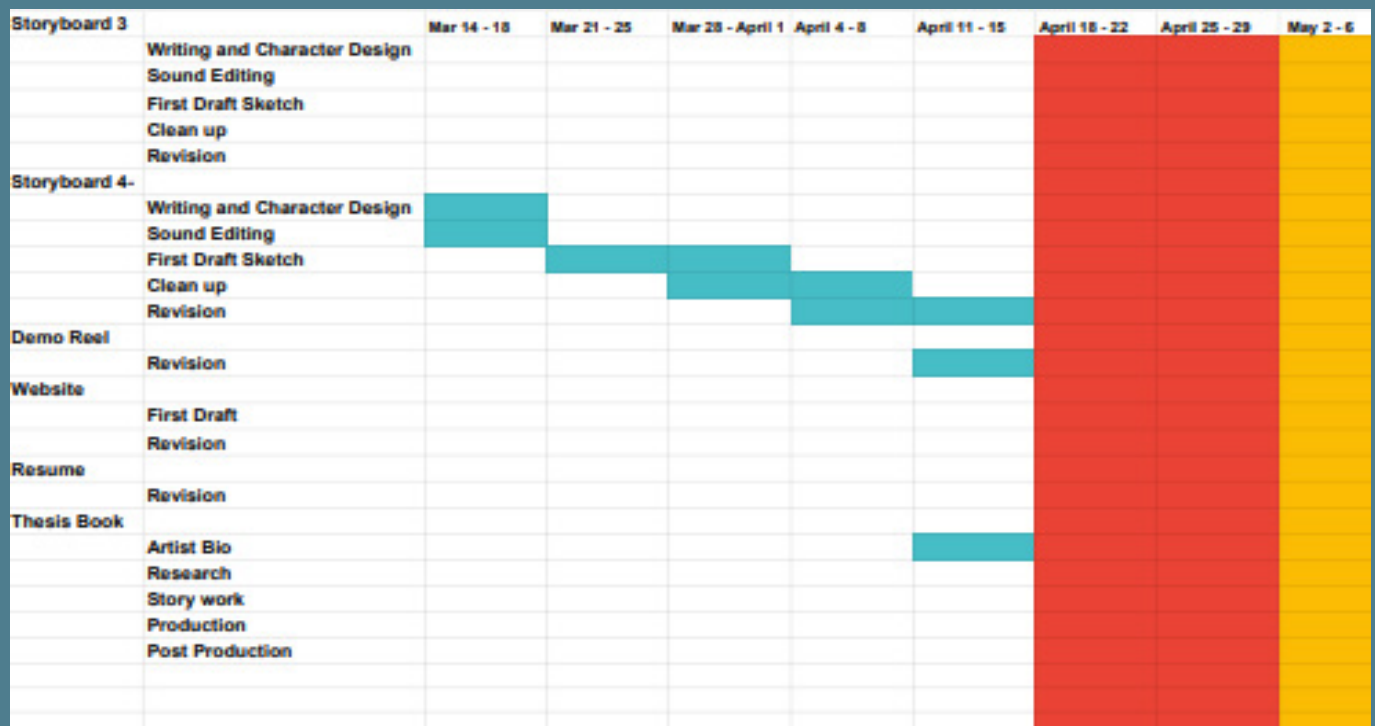 Storyboard 3 Mar 14 - 18 Mar 21 - 25 Mar 28 - April 1 April 4 - 8 April 11 - 15 April 18 - 22 April 25 - 29 May 2 - 6
Writing and Character Design
Sound Editing
First Draft Sketch
Clean up
Revision
Storyboard 4-
Writing and Character Design
Sound Editing
First Draft Sketch
Clean up
Revision
Demo Reel
Revision
Website
First Draft
Revision
Resume
Revision
Thesis Book
Artist Bio
Research
Story work
Production
Post Production